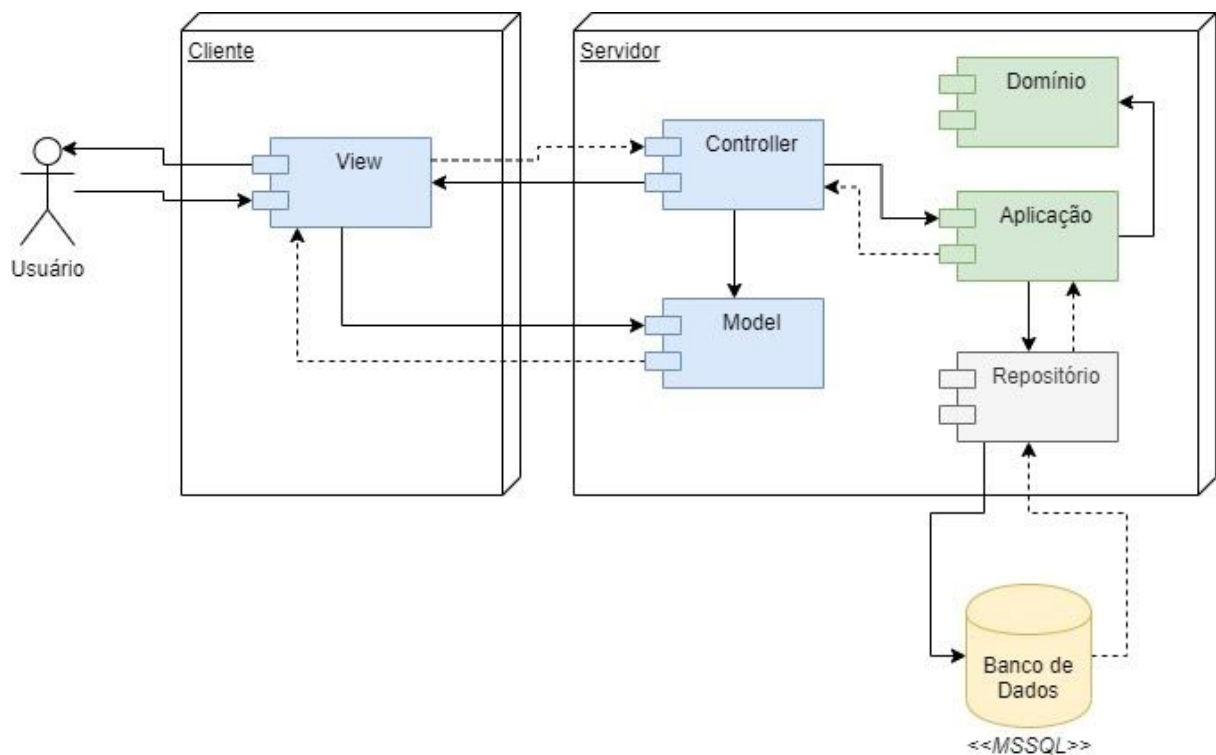 Cliente
Servidor
Domínio
View
Controller
Aplicação
Usuário
Model
Repositório
Banco de
Dados
<<MSSQL>>